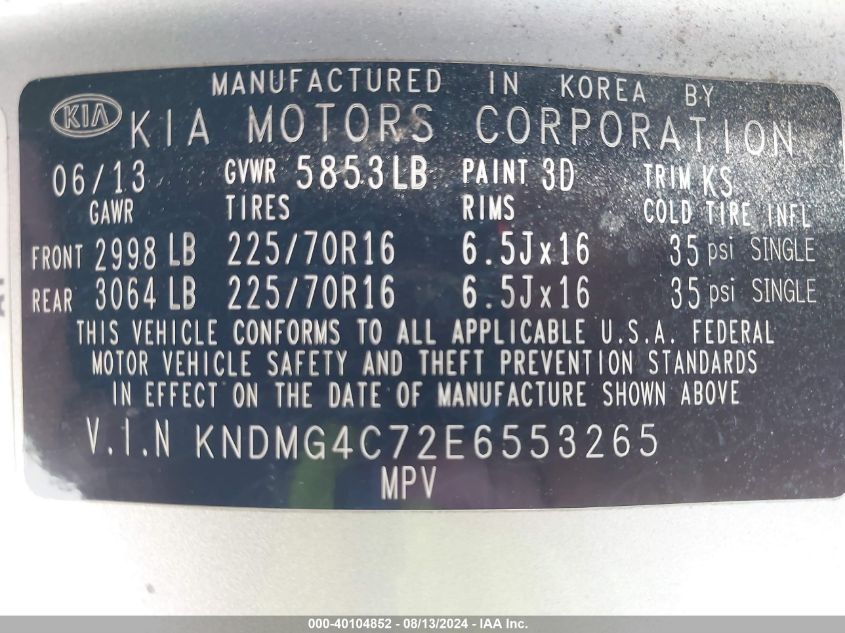 MANUFACTURED IN KOREA BY
KIA KIA MOTORS CORPORATION
06/13 GVWR 5853LB PAINT 3D TRIM KS
GAWR TIRES RIMS COLD TIRE INFL
FRONT 2998 LB 225/70R16 6.5Jx16 35 psi SINGLE
REAR 3064 LB 225/70R16 6.5Jx16 35 psi SINGLE
THIS VEHICLE CONFORMS TO ALL APPLICABLE U.S.A. FEDERAL
MOTOR VEHICLE SAFETY AND THEFT PREVENTION STANDARDS
IN EFFECT ON THE DATE OF MANUFACTURE SHOWN ABOVE
V.I.N KNDMG4C72E6553265
MPV
000-40104852 - 08/13/2024 - IAA Inc.